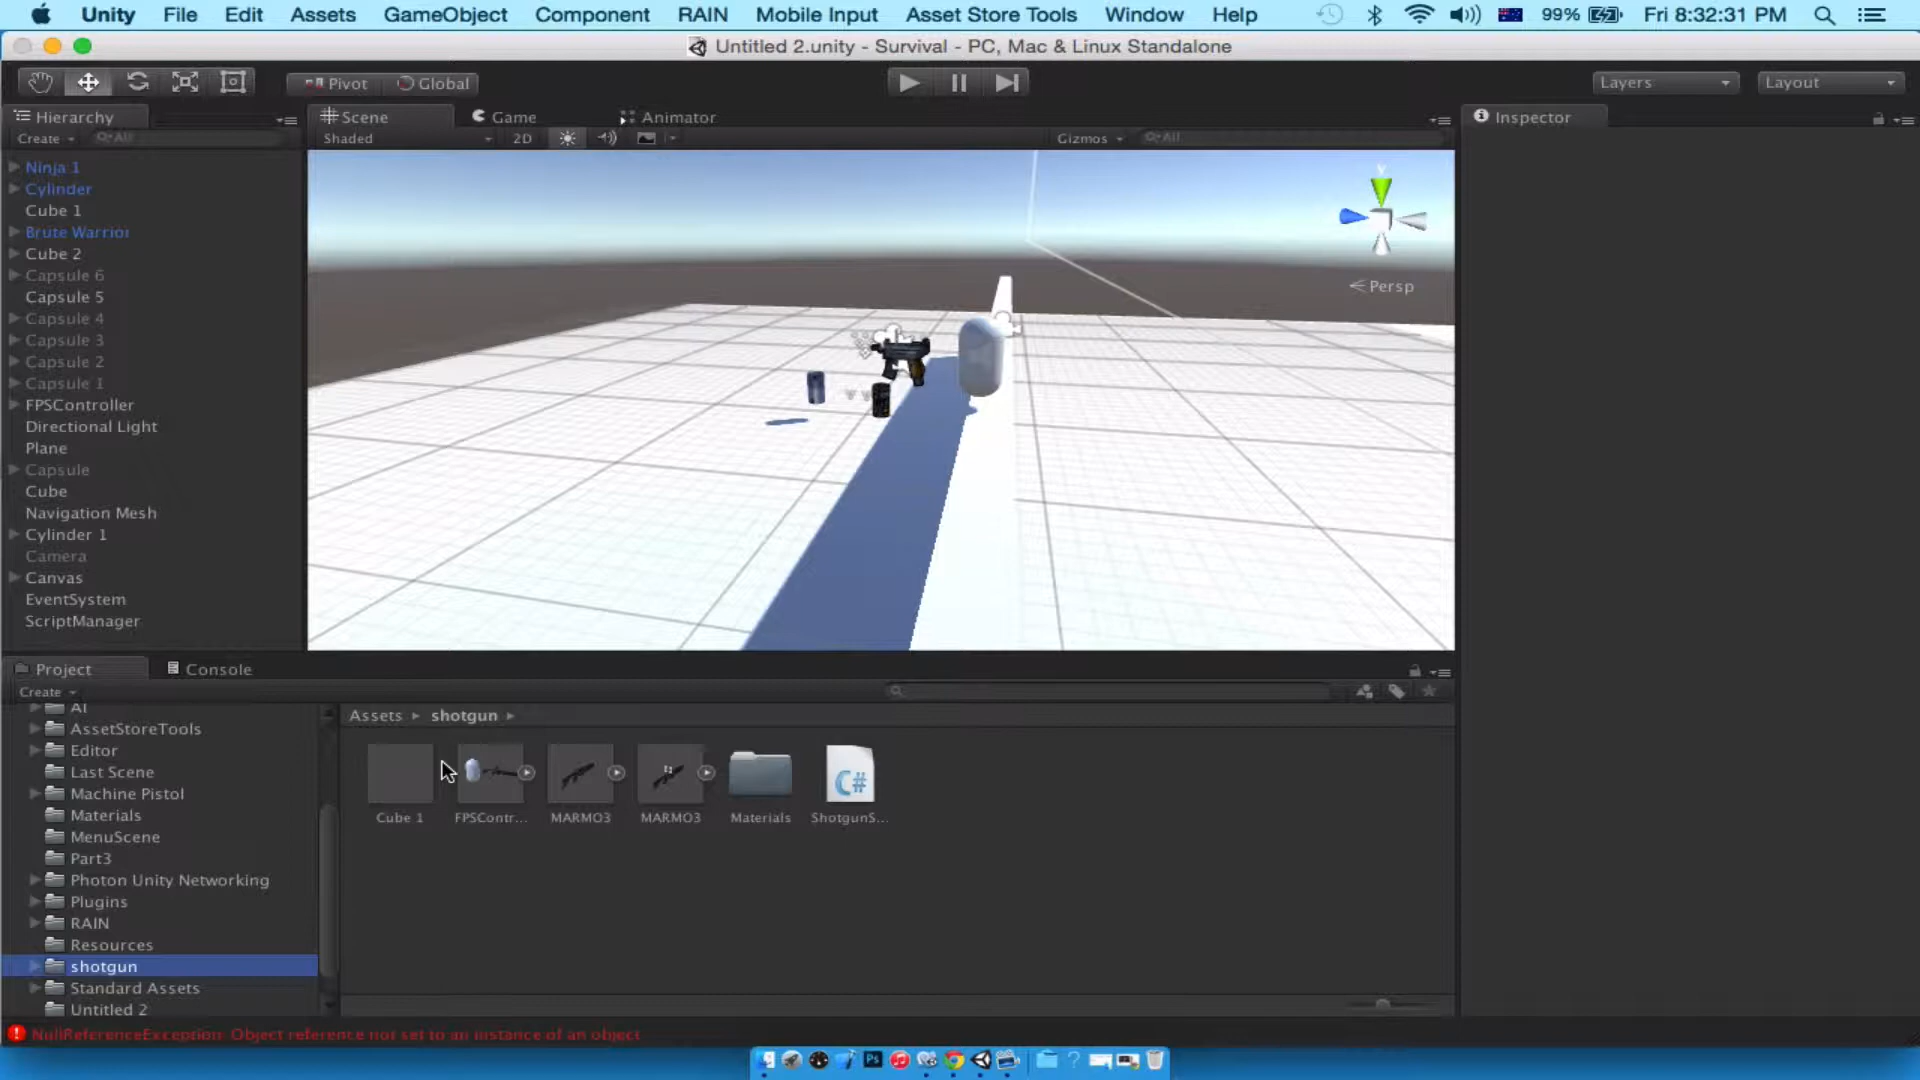 Unity File Edit Assets GameObject Component RAIN Mobile Input Asset Store Tools Window Help 99% Fri 8:32:31 PM
Untitled 2.unity - Survival - PC, Mac & Linux Standalone
Pivot Global Layers Layout
Hierarchy Scene Game Animator Inspector
Create All Shaded 2D Gizmos All
Ninja 1
Cylinder
Cube 1
Brute Warrior
Cube 2
Capsule 6
Capsule 5
Capsule 4
Capsule 3
Capsule 2
Capsule 1
FPSController
Directional Light
Plane
Capsule
Cube
Navigation Mesh
Cylinder 1
Camera
Canvas
EventSystem
ScriptManager
y
Persp
Project Console
Create
AI
AssetStoreTools
Editor
Last Scene
Machine Pistol
Materials
MenuScene
Part3
Photon Unity Networking
Plugins
RAIN
Resources
shotgun
Standard Assets
Untitled 2
Assets shotgun
C#
Cube 1 FPSContr... MARMO3 MARMO3 Materials ShotgunS...
NullReferenceException: Object reference not set to an instance of an object
Ps